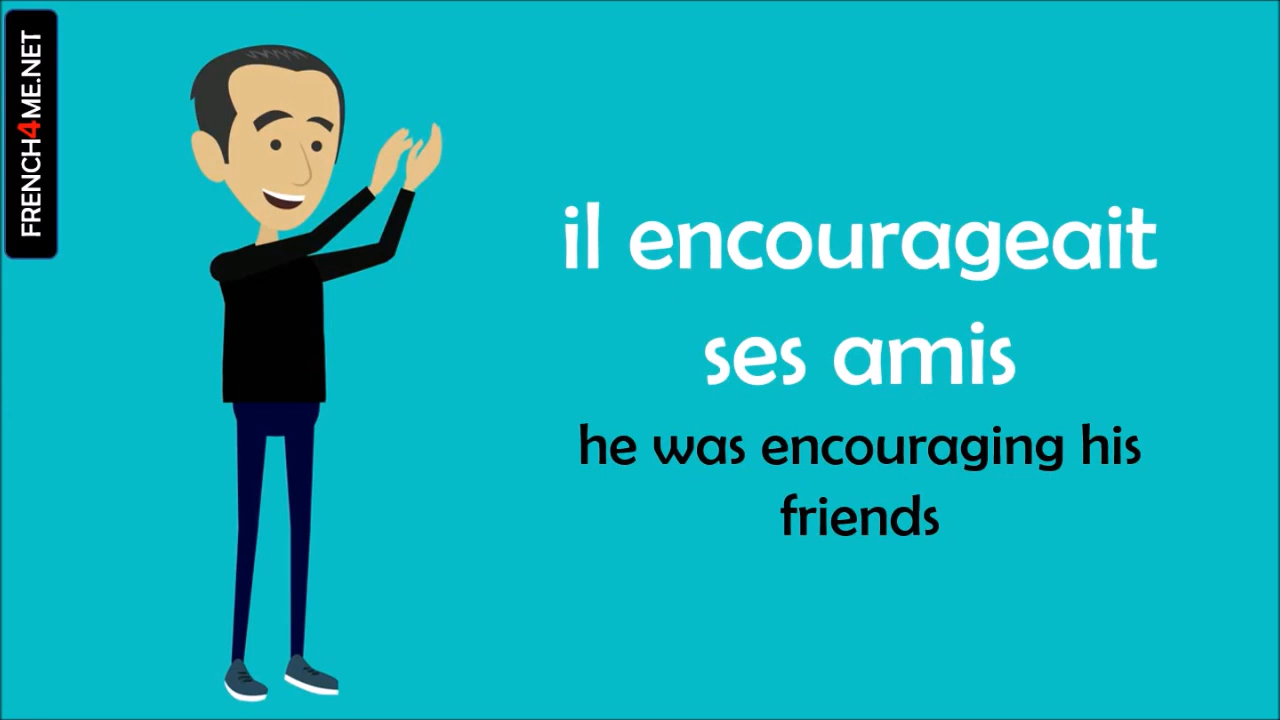 FRENCH4ME.NET
il encourageait
ses amis
he was encouraging his
friends